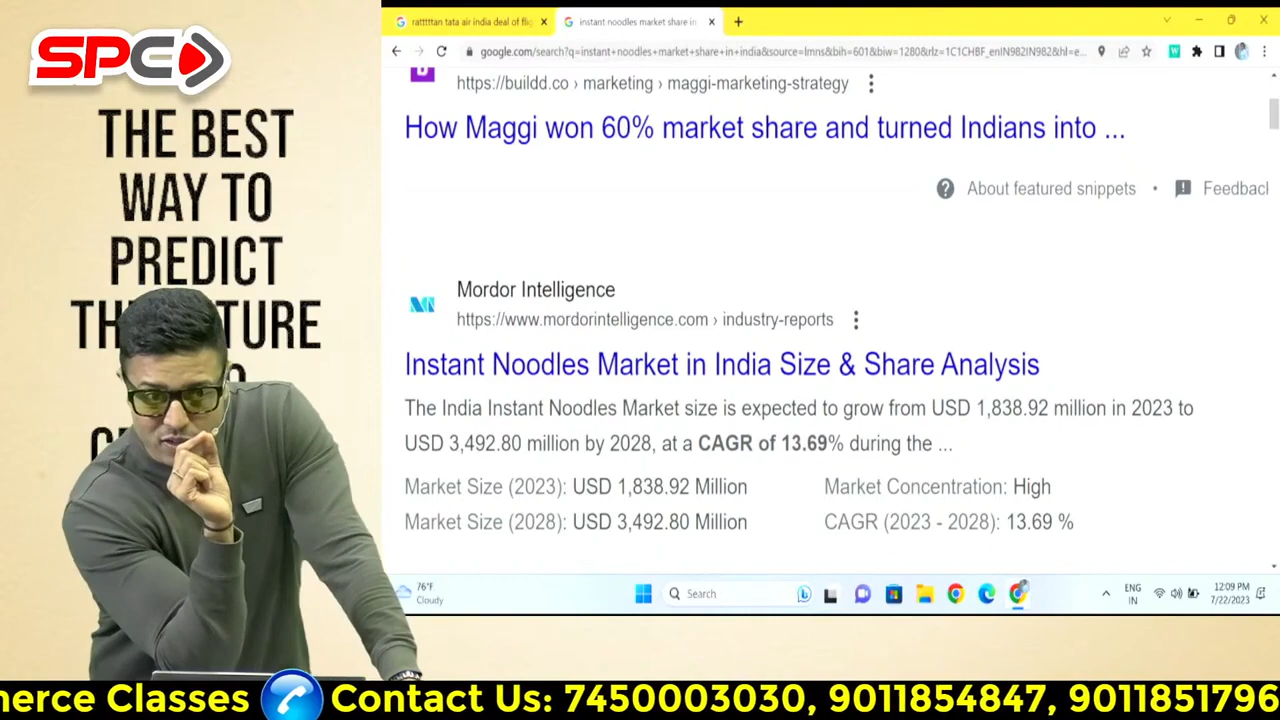 SPC
THE BEST
WAY TO
PREDICT
TURE
rattttan tata air india deal of fli
instant noodles market share in
google.com/search?q=instant+noodles+market+share+in+india&source=lmns&bih=601&biw=1280&rlz=1C1CHBF_enIN982IN982&hl=e...
https://buildd.co › marketing › maggi-marketing-strategy
How Maggi won 60% market share and turned Indians into ...
About featured snippets • Feedback
Mordor Intelligence
https://www.mordorintelligence.com › industry-reports
Instant Noodles Market in India Size & Share Analysis
The India Instant Noodles Market size is expected to grow from USD 1,838.92 million in 2023 to
USD 3,492.80 million by 2028, at a CAGR of 13.69% during the ...
Market Size (2023): USD 1,838.92 Million
Market Concentration: High
Market Size (2028): USD 3,492.80 Million
CAGR (2023 - 2028): 13.69 %
76°F
Cloudy
Search
ENG
IN
12:09 PM
7/22/2023
merce Classes Contact Us: 7450003030, 9011854847, 9011851796